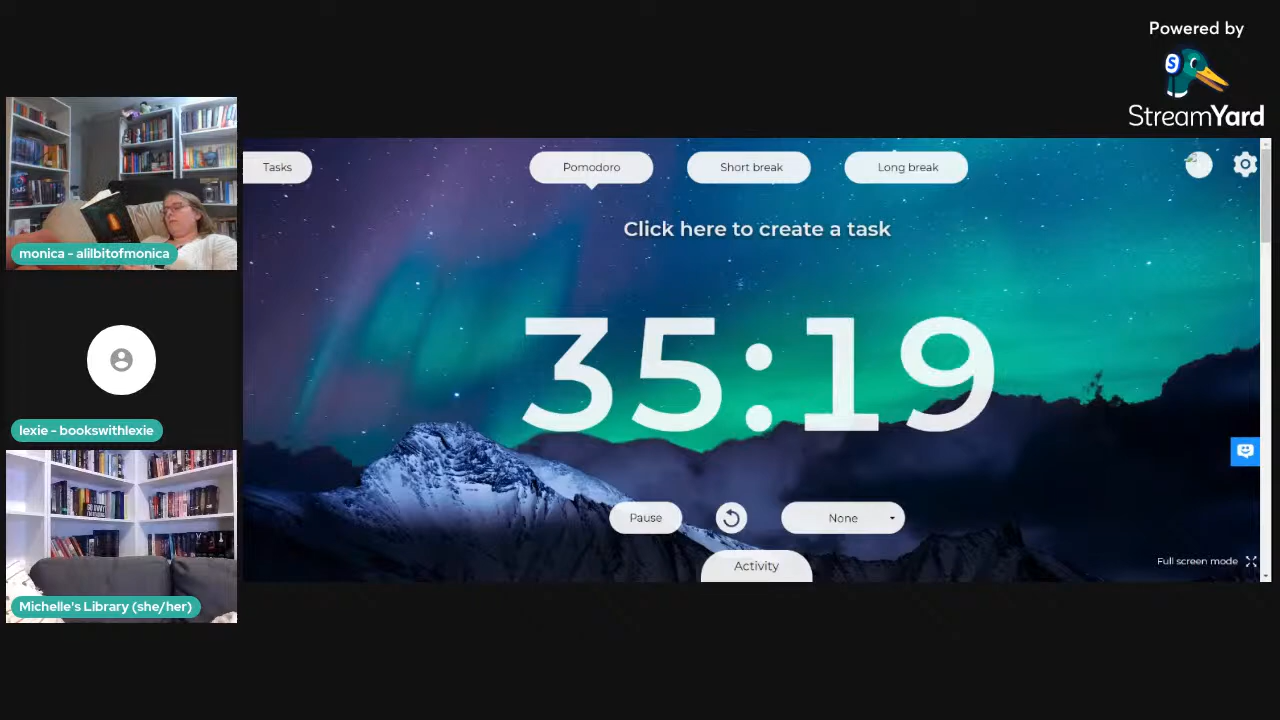 Powered by
S
StreamYard
monica - alilbitofmonica
lexie - bookswithlexie
Michelle's Library (she/her)
Tasks
Pomodoro
Short break
Long break
Click here to create a task
35:19
Pause
None
Activity
Full screen mode